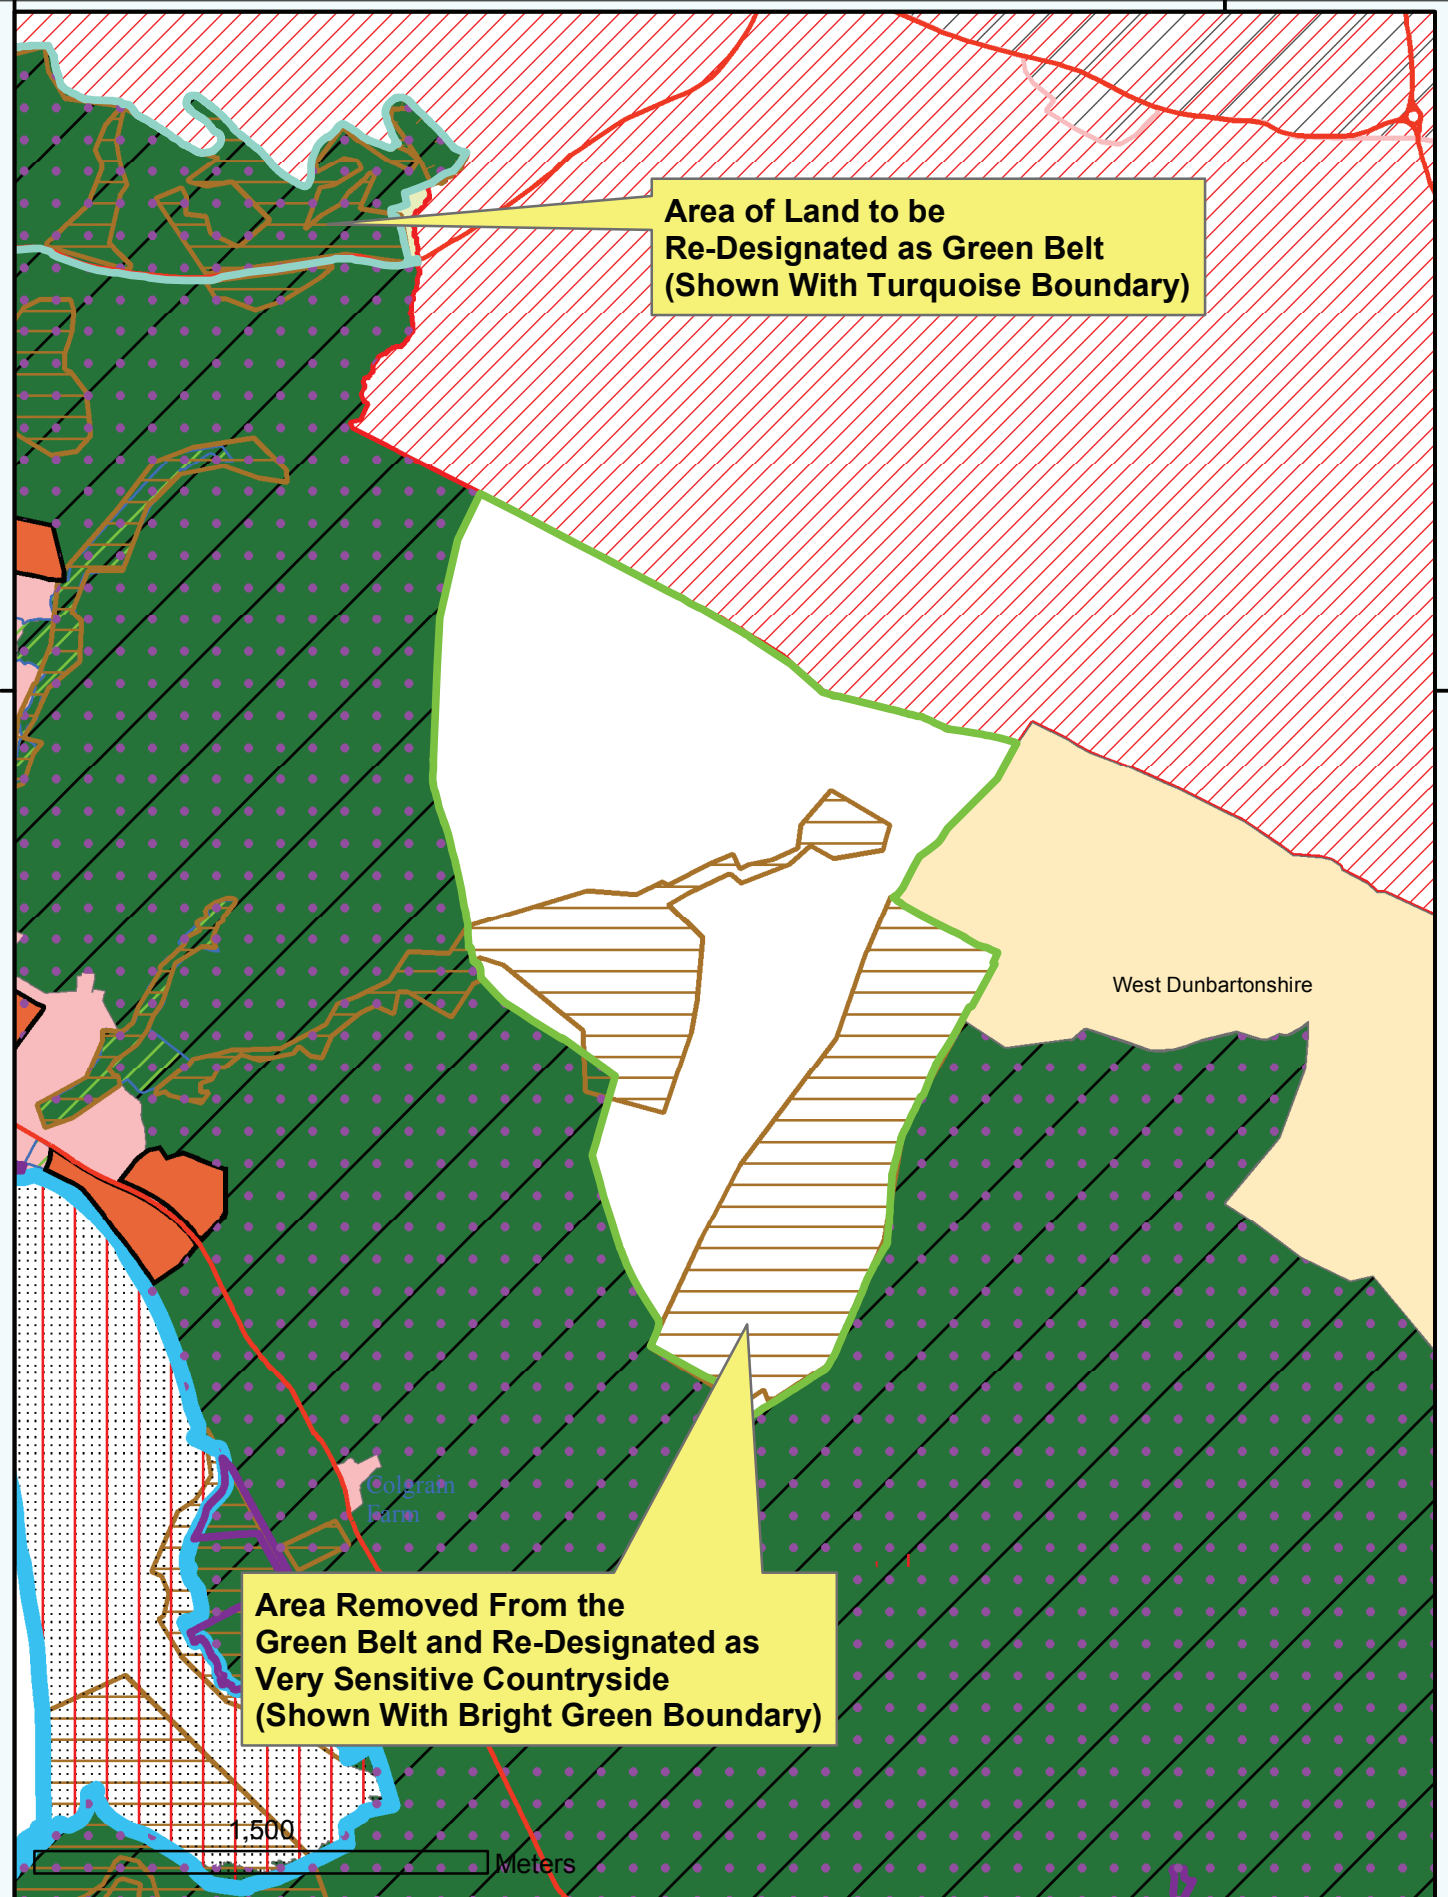 Area of Land to be
Re-Designated as Green Belt
(Shown With Turquoise Boundary)
West Dunbartonshire
Colgrain
Farm
Area Removed From the
Green Belt and Re-Designated as
Very Sensitive Countryside
(Shown With Bright Green Boundary)
1,500
Meters